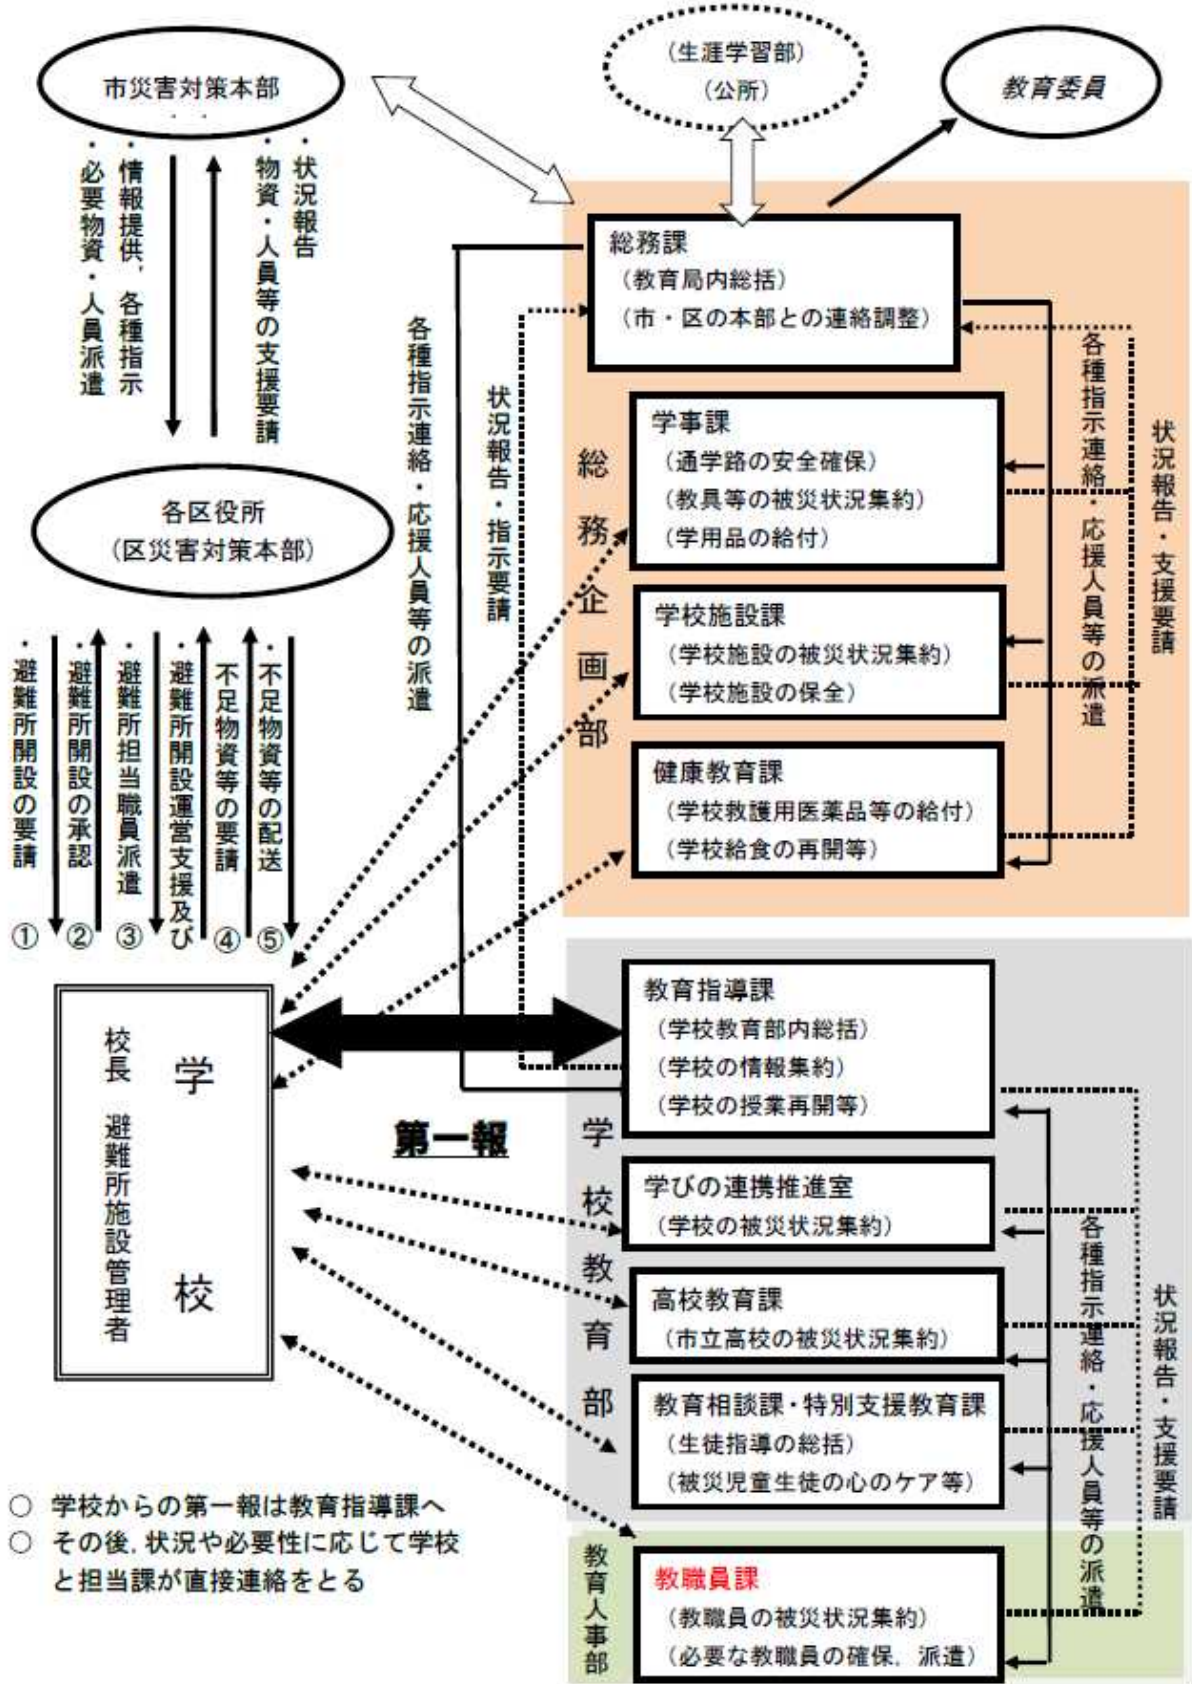 市災害対策本部
（生涯学習部）
（公所）
教育委員
・情報提供，各種指示
・必要物資・人員派遣
・状況報告
・物資・人員等の支援要請
各区役所
（区災害対策本部）
・避難所開設の要請 ①
・避難所開設の承認 ②
・避難所担当職員派遣 ③
・避難所開設運営支援及び
不足物資等の要請 ④
・不足物資等の配送 ⑤
学校
校長 避難所施設管理者
各種指示連絡・応援人員等の派遣
状況報告・指示要請
第一報
総務企画部
総務課
（教育局内総括）
（市・区の本部との連絡調整）
学事課
（通学路の安全確保）
（教具等の被災状況集約）
（学用品の給付）
学校施設課
（学校施設の被災状況集約）
（学校施設の保全）
健康教育課
（学校救護用医薬品等の給付）
（学校給食の再開等）
各種指示連絡・応援人員等の派遣
状況報告・支援要請
学校教育部
教育指導課
（学校教育部内総括）
（学校の情報集約）
（学校の授業再開等）
学びの連携推進室
（学校の被災状況集約）
高校教育課
（市立高校の被災状況集約）
教育相談課・特別支援教育課
（生徒指導の総括）
（被災児童生徒の心のケア等）
各種指示連絡・応援人員等の派遣
状況報告・支援要請
教育人事部
教職員課
（教職員の被災状況集約）
（必要な教職員の確保，派遣）
○ 学校からの第一報は教育指導課へ
○ その後，状況や必要性に応じて学校
と担当課が直接連絡をとる